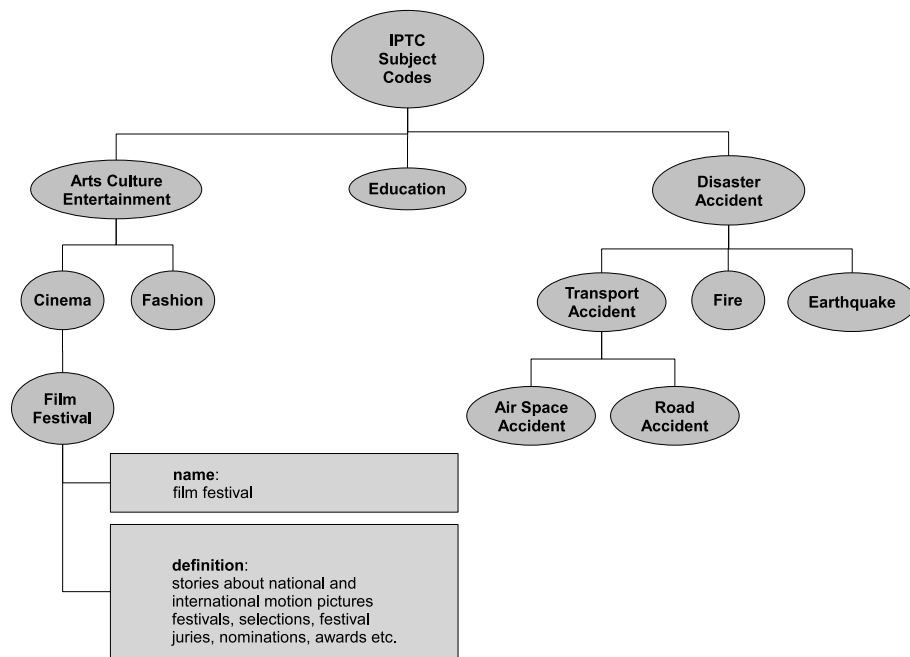 IPTC
Subject
Codes
Arts Culture
Entertainment
Education
Disaster
Accident
Cinema
Fashion
Transport
Accident
Fire
Earthquake
Film
Festival
Air Space
Accident
Road
Accident
name:
film festival
definition:
stories about national and
international motion pictures
festivals, selections, festival
juries, nominations, awards etc.